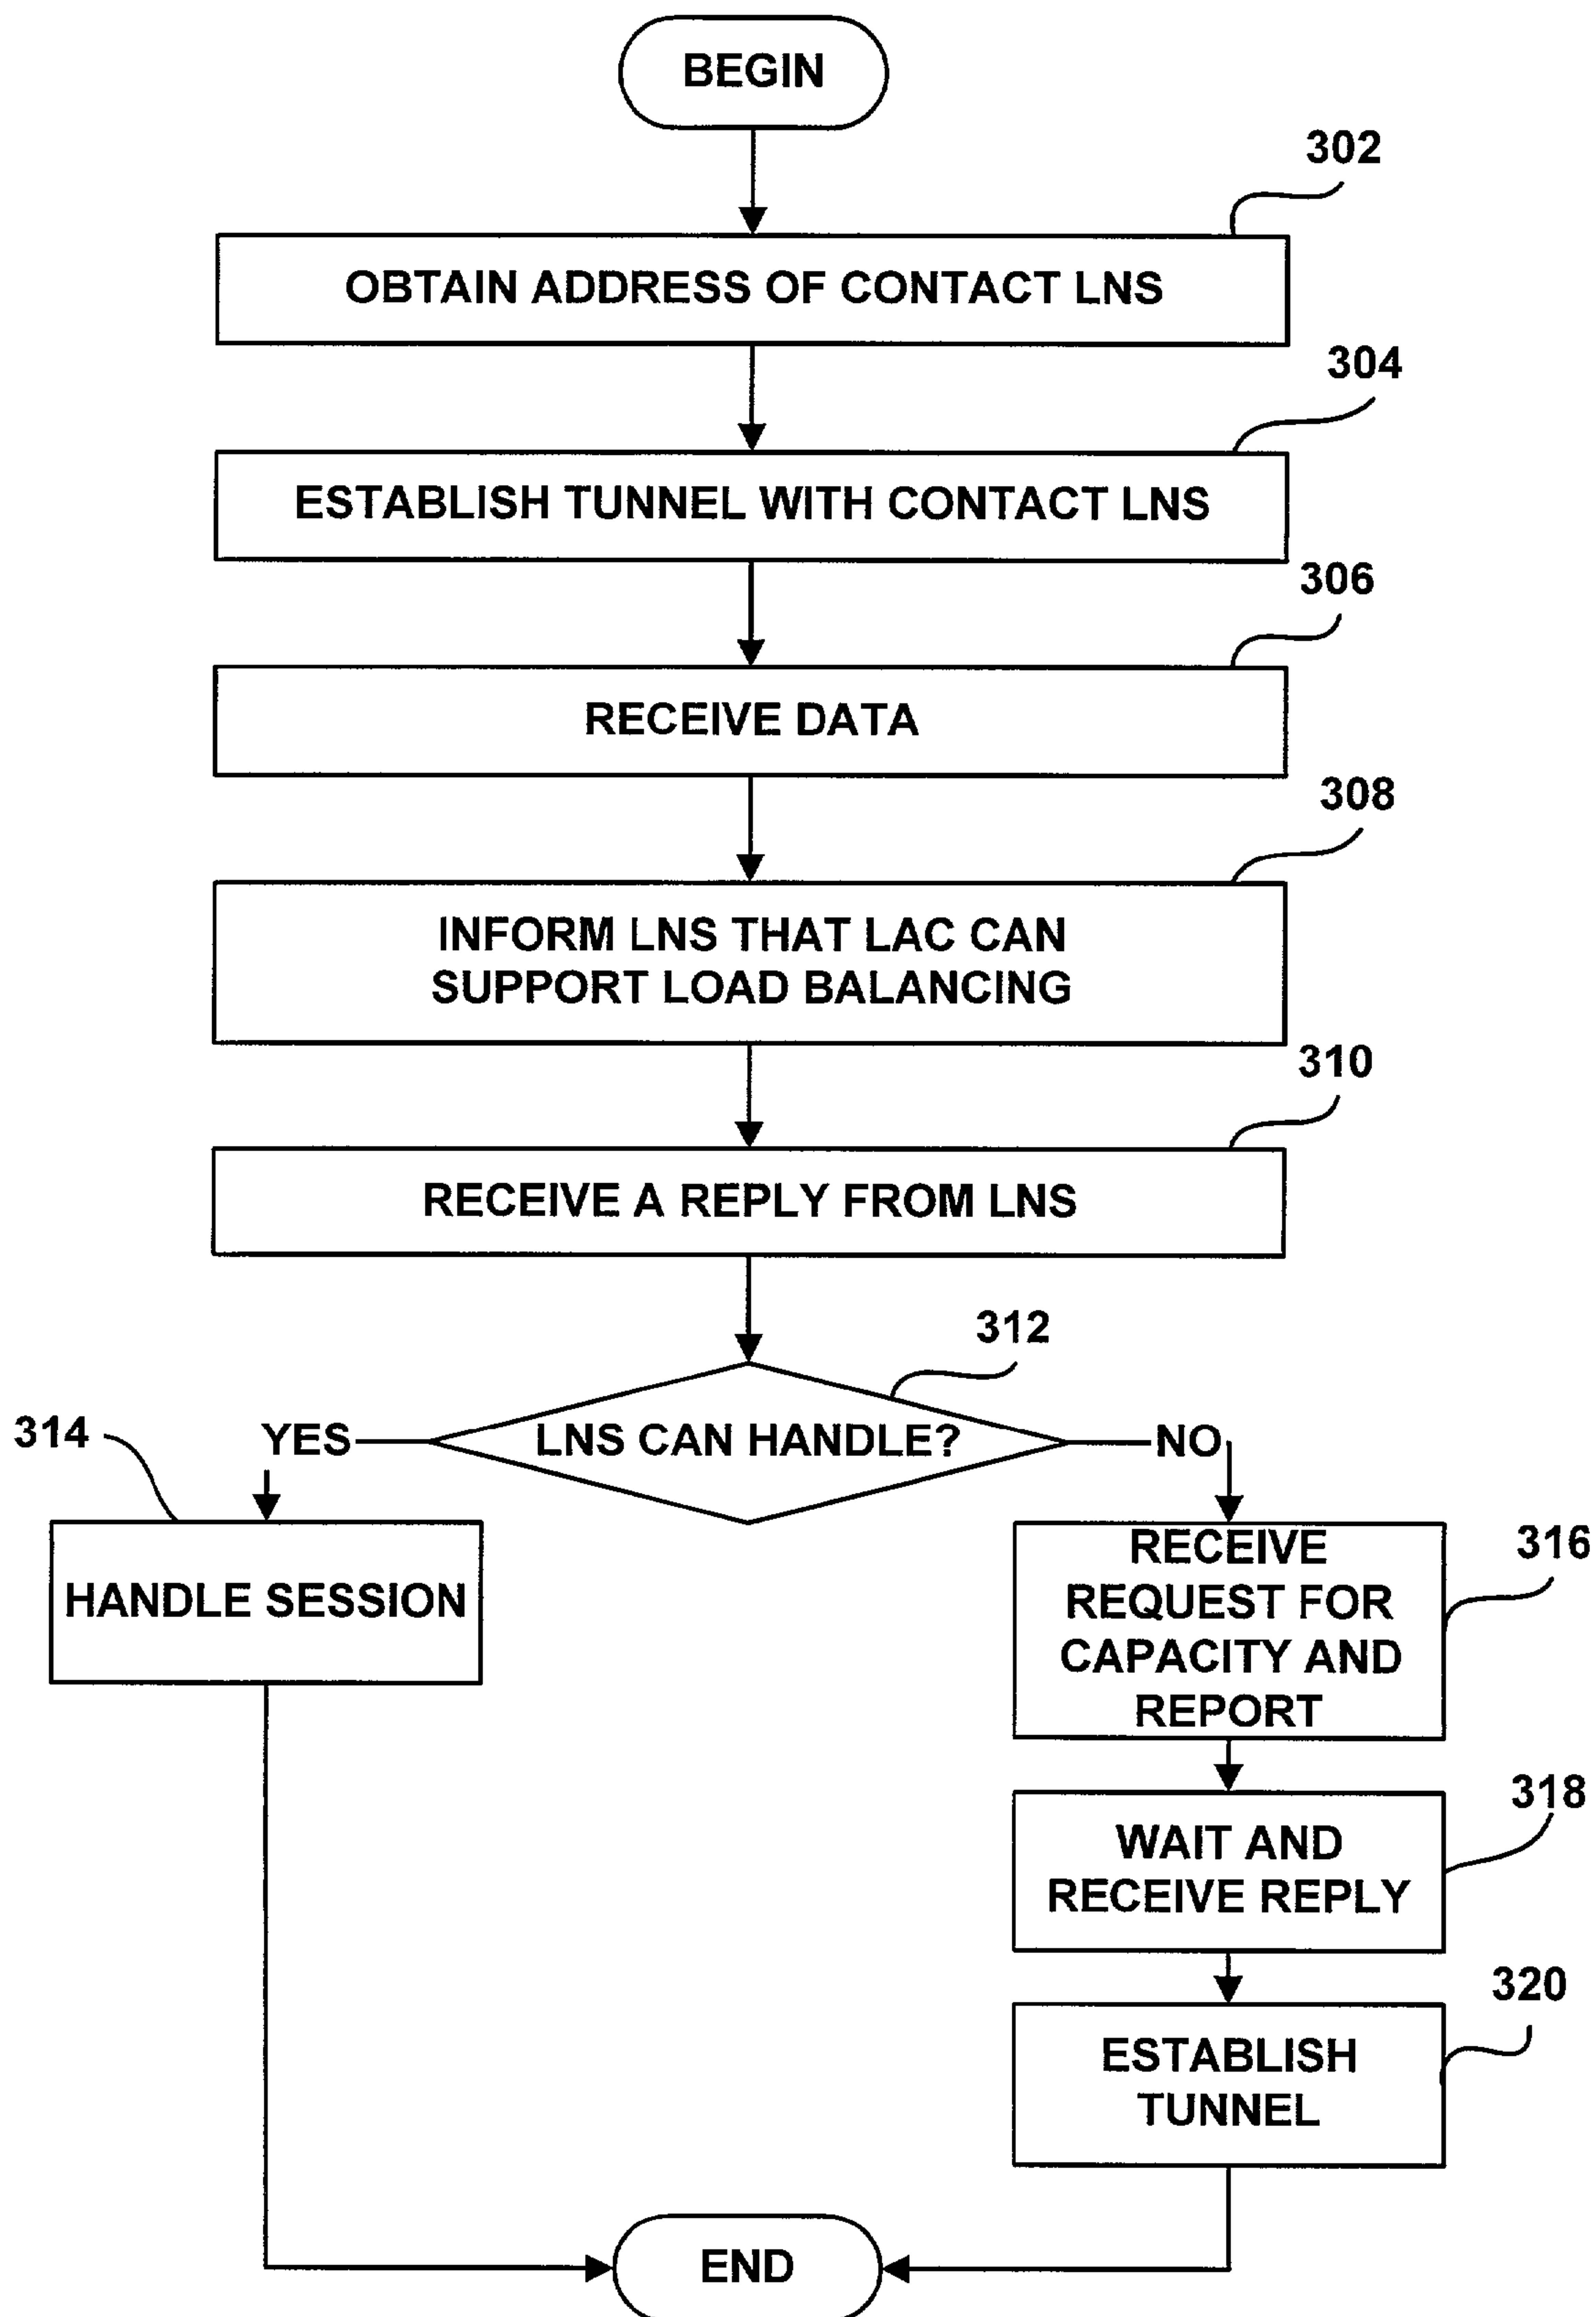 BEGIN
302
OBTAIN ADDRESS OF CONTACT LNS
304
ESTABLISH TUNNEL WITH CONTACT LNS
306
RECEIVE DATA
308
INFORM LNS THAT LAC CAN
SUPPORT LOAD BALANCING
310
RECEIVE A REPLY FROM LNS
312
314
YES
LNS CAN HANDLE?
NO
HANDLE SESSION
316
RECEIVE
REQUEST FOR
CAPACITY AND
REPORT
318
WAIT AND
RECEIVE REPLY
320
ESTABLISH
TUNNEL
END